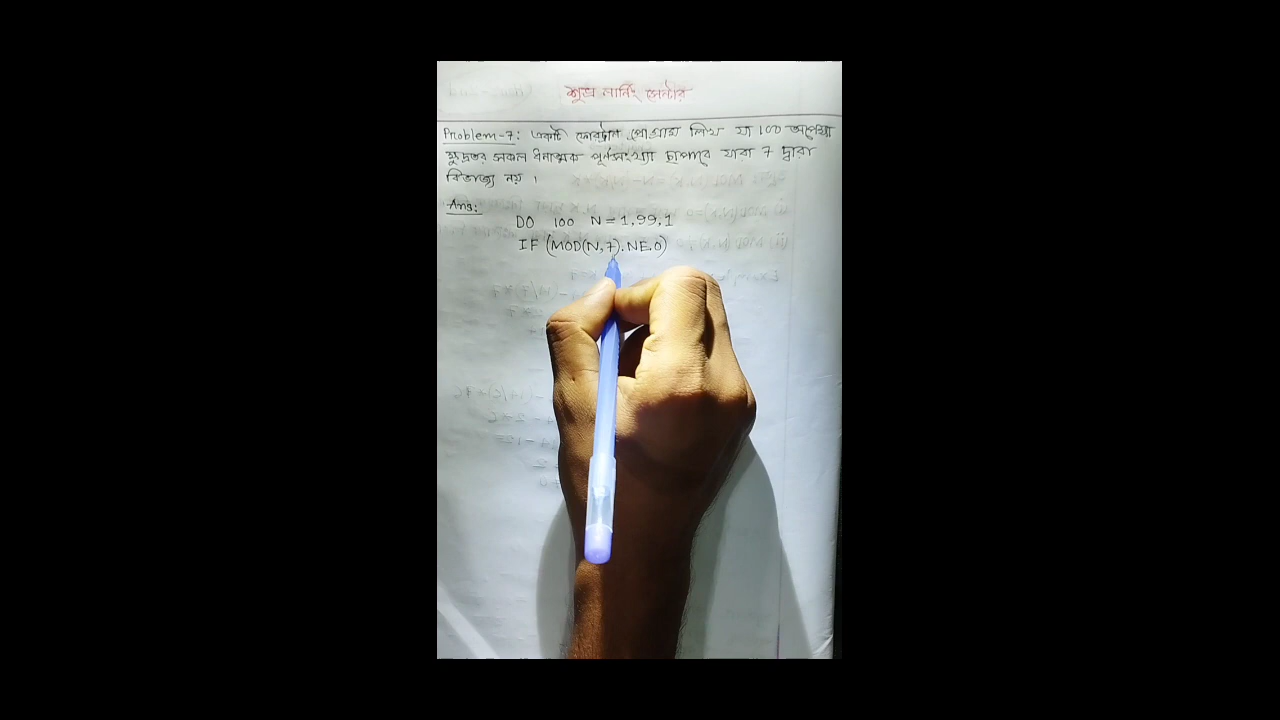 শুভ্র লার্নিং সেন্টার
Problem-7: একটি ফোরট্রান প্রোগ্রাম লিখ যা 100 অপেক্ষা
ক্ষুদ্রতর সকল ধনাত্মক পূর্নসংখ্যা ছাপাবে যারা 7 দ্বারা
বিভাজ্য নয় ।
Ans:
DO 100 N = 1,99,1
IF (MOD(N,7).NE.0)